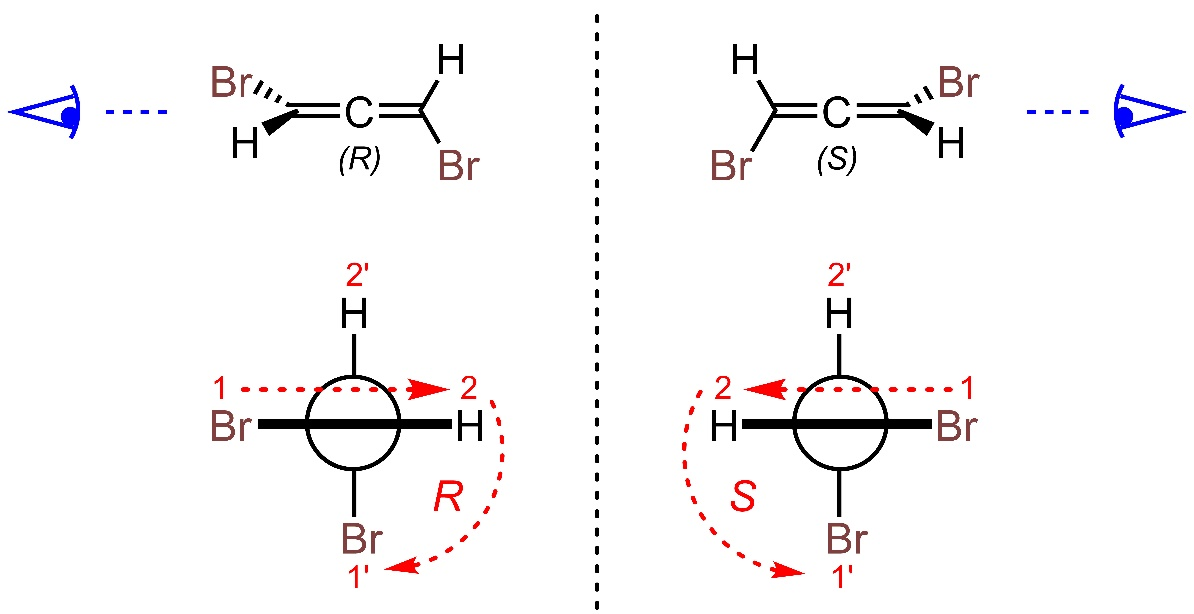 H H
Br C C Br
H (R) (S) H
Br Br
2' 2'
H H
1 2 2 1
Br H H Br
R S
Br Br
1' 1'